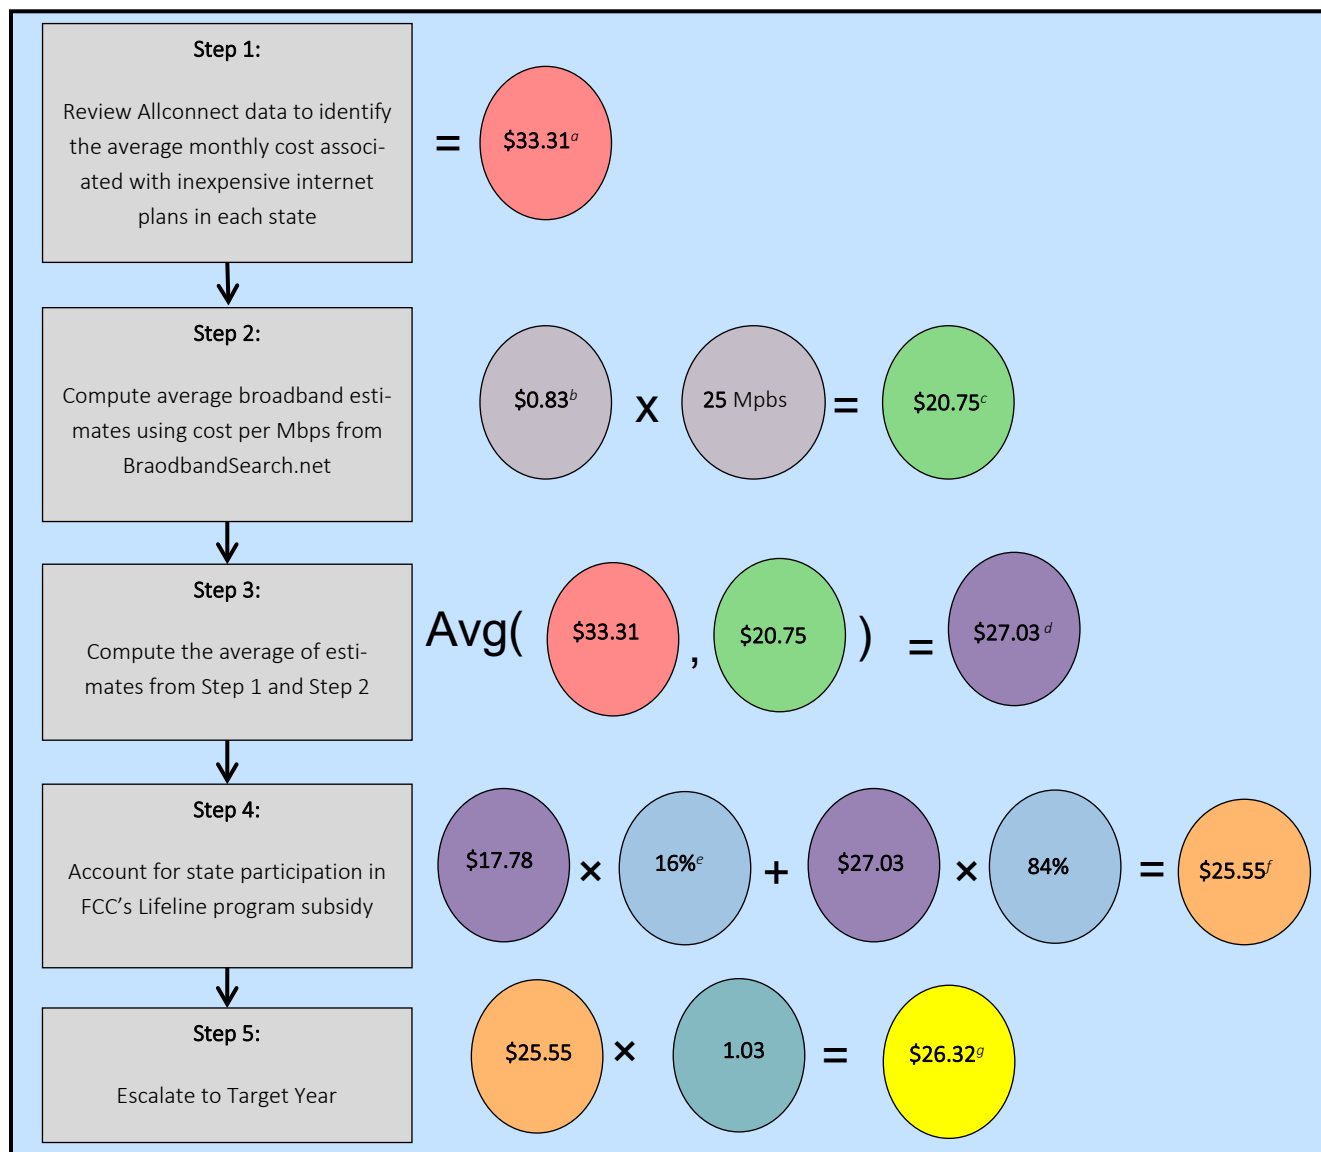 Step 1:
Review Allconnect data to identify
the average monthly cost associ-
ated with inexpensive internet
plans in each state
= $33.31a
Step 2:
Compute average broadband esti-
mates using cost per Mbps from
BraodbandSearch.net
$0.83b x 25 Mpbs = $20.75c
Step 3:
Compute the average of esti-
mates from Step 1 and Step 2
Avg( $33.31 , $20.75 ) = $27.03 d
Step 4:
Account for state participation in
FCC’s Lifeline program subsidy
$17.78 × 16%e + $27.03 × 84% = $25.55f
Step 5:
Escalate to Target Year
$25.55 × 1.03 = $26.32g